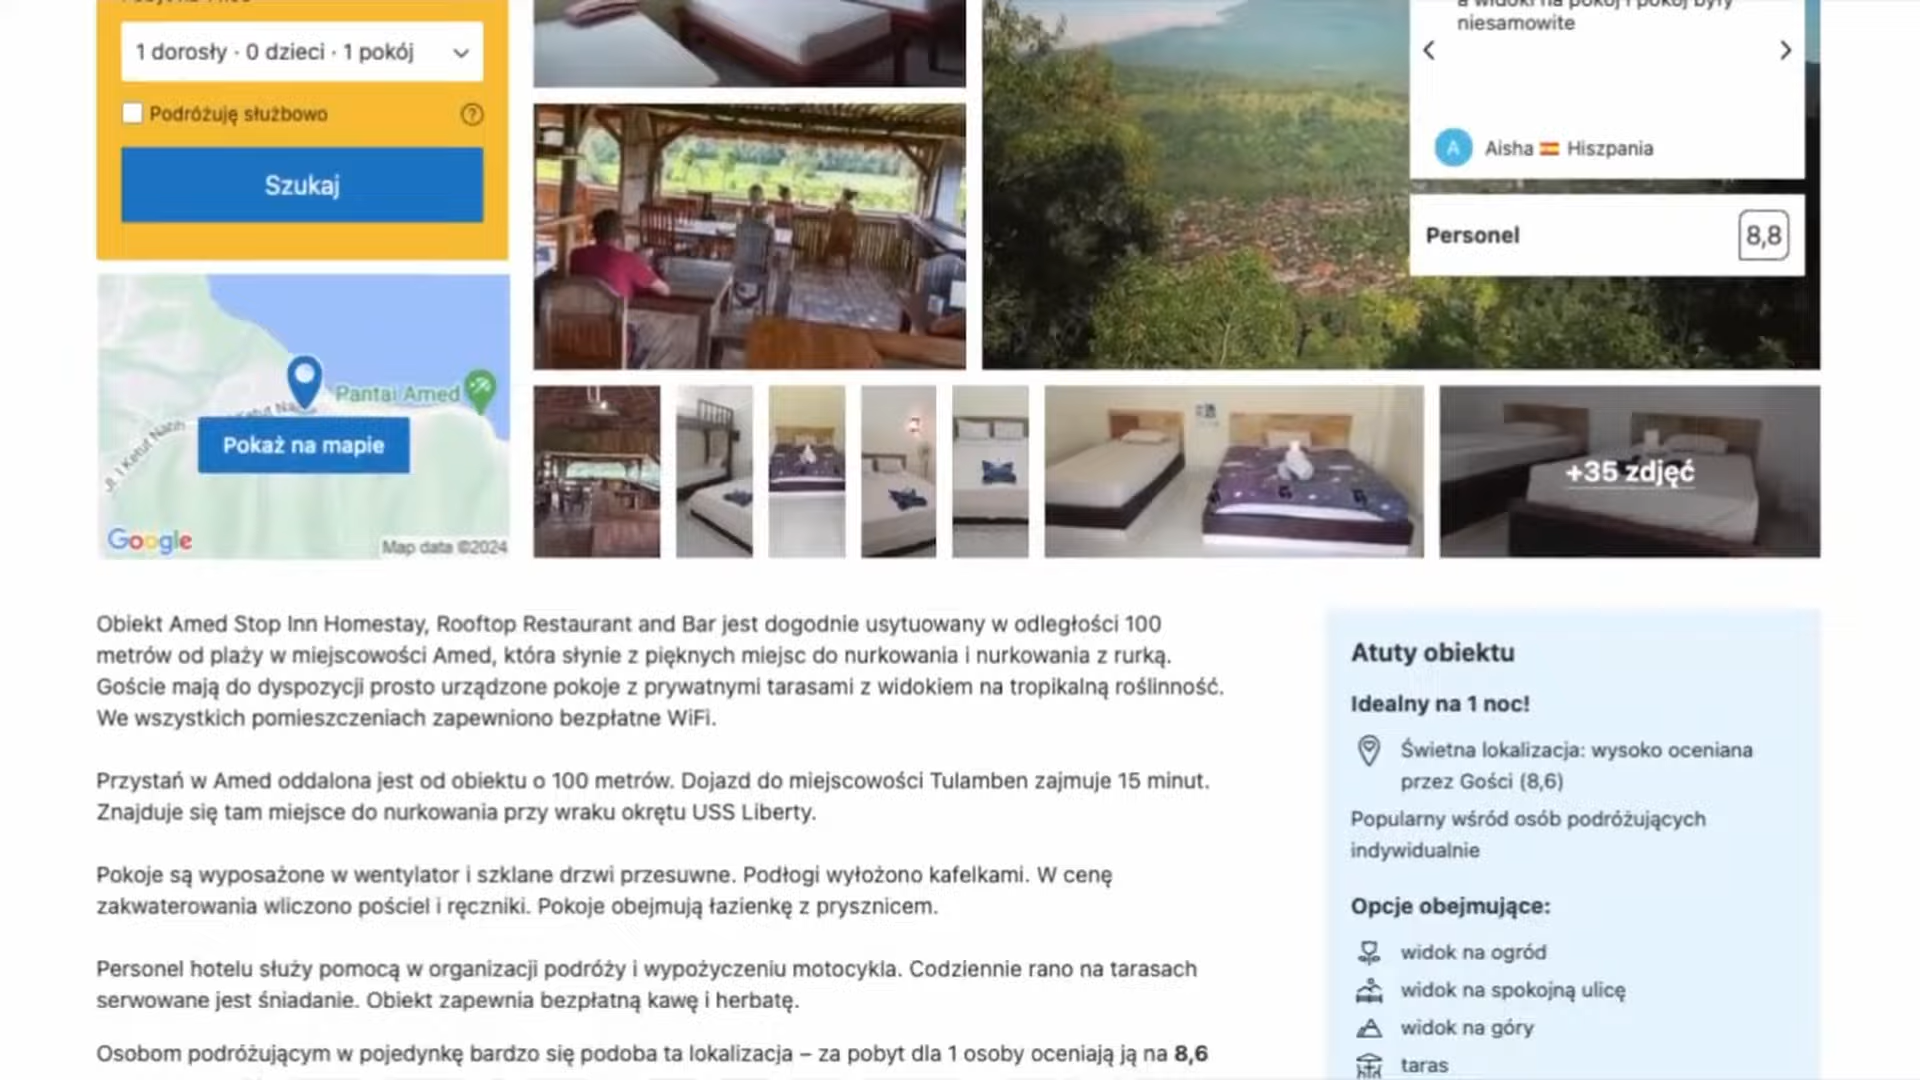 1 dorosły · 0 dzieci · 1 pokój
Podróżuję służbowo
Szukaj
Pantai Amed
Jl. I Ketut Natih
Pokaż na mapie
Google
Map data ©2024
a widoki na pokój i pokój były
niesamowite
A Aisha Hiszpania
Personel 8,8
+35 zdjęć
Obiekt Amed Stop Inn Homestay, Rooftop Restaurant and Bar jest dogodnie usytuowany w odległości 100
metrów od plaży w miejscowości Amed, która słynie z pięknych miejsc do nurkowania i nurkowania z rurką.
Goście mają do dyspozycji prosto urządzone pokoje z prywatnymi tarasami z widokiem na tropikalną roślinność.
We wszystkich pomieszczeniach zapewniono bezpłatne WiFi.
Przystań w Amed oddalona jest od obiektu o 100 metrów. Dojazd do miejscowości Tulamben zajmuje 15 minut.
Znajduje się tam miejsce do nurkowania przy wraku okrętu USS Liberty.
Pokoje są wyposażone w wentylator i szklane drzwi przesuwne. Podłogi wyłożono kafelkami. W cenę
zakwaterowania wliczono pościel i ręczniki. Pokoje obejmują łazienkę z prysznicem.
Personel hotelu służy pomocą w organizacji podróży i wypożyczeniu motocykla. Codziennie rano na tarasach
serwowane jest śniadanie. Obiekt zapewnia bezpłatną kawę i herbatę.
Osobom podróżującym w pojedynkę bardzo się podoba ta lokalizacja – za pobyt dla 1 osoby oceniają ją na 8,6
Atuty obiektu
Idealny na 1 noc!
Świetna lokalizacja: wysoko oceniana
przez Gości (8,6)
Popularny wśród osób podróżujących
indywidualnie
Opcje obejmujące:
widok na ogród
widok na spokojną ulicę
widok na góry
taras